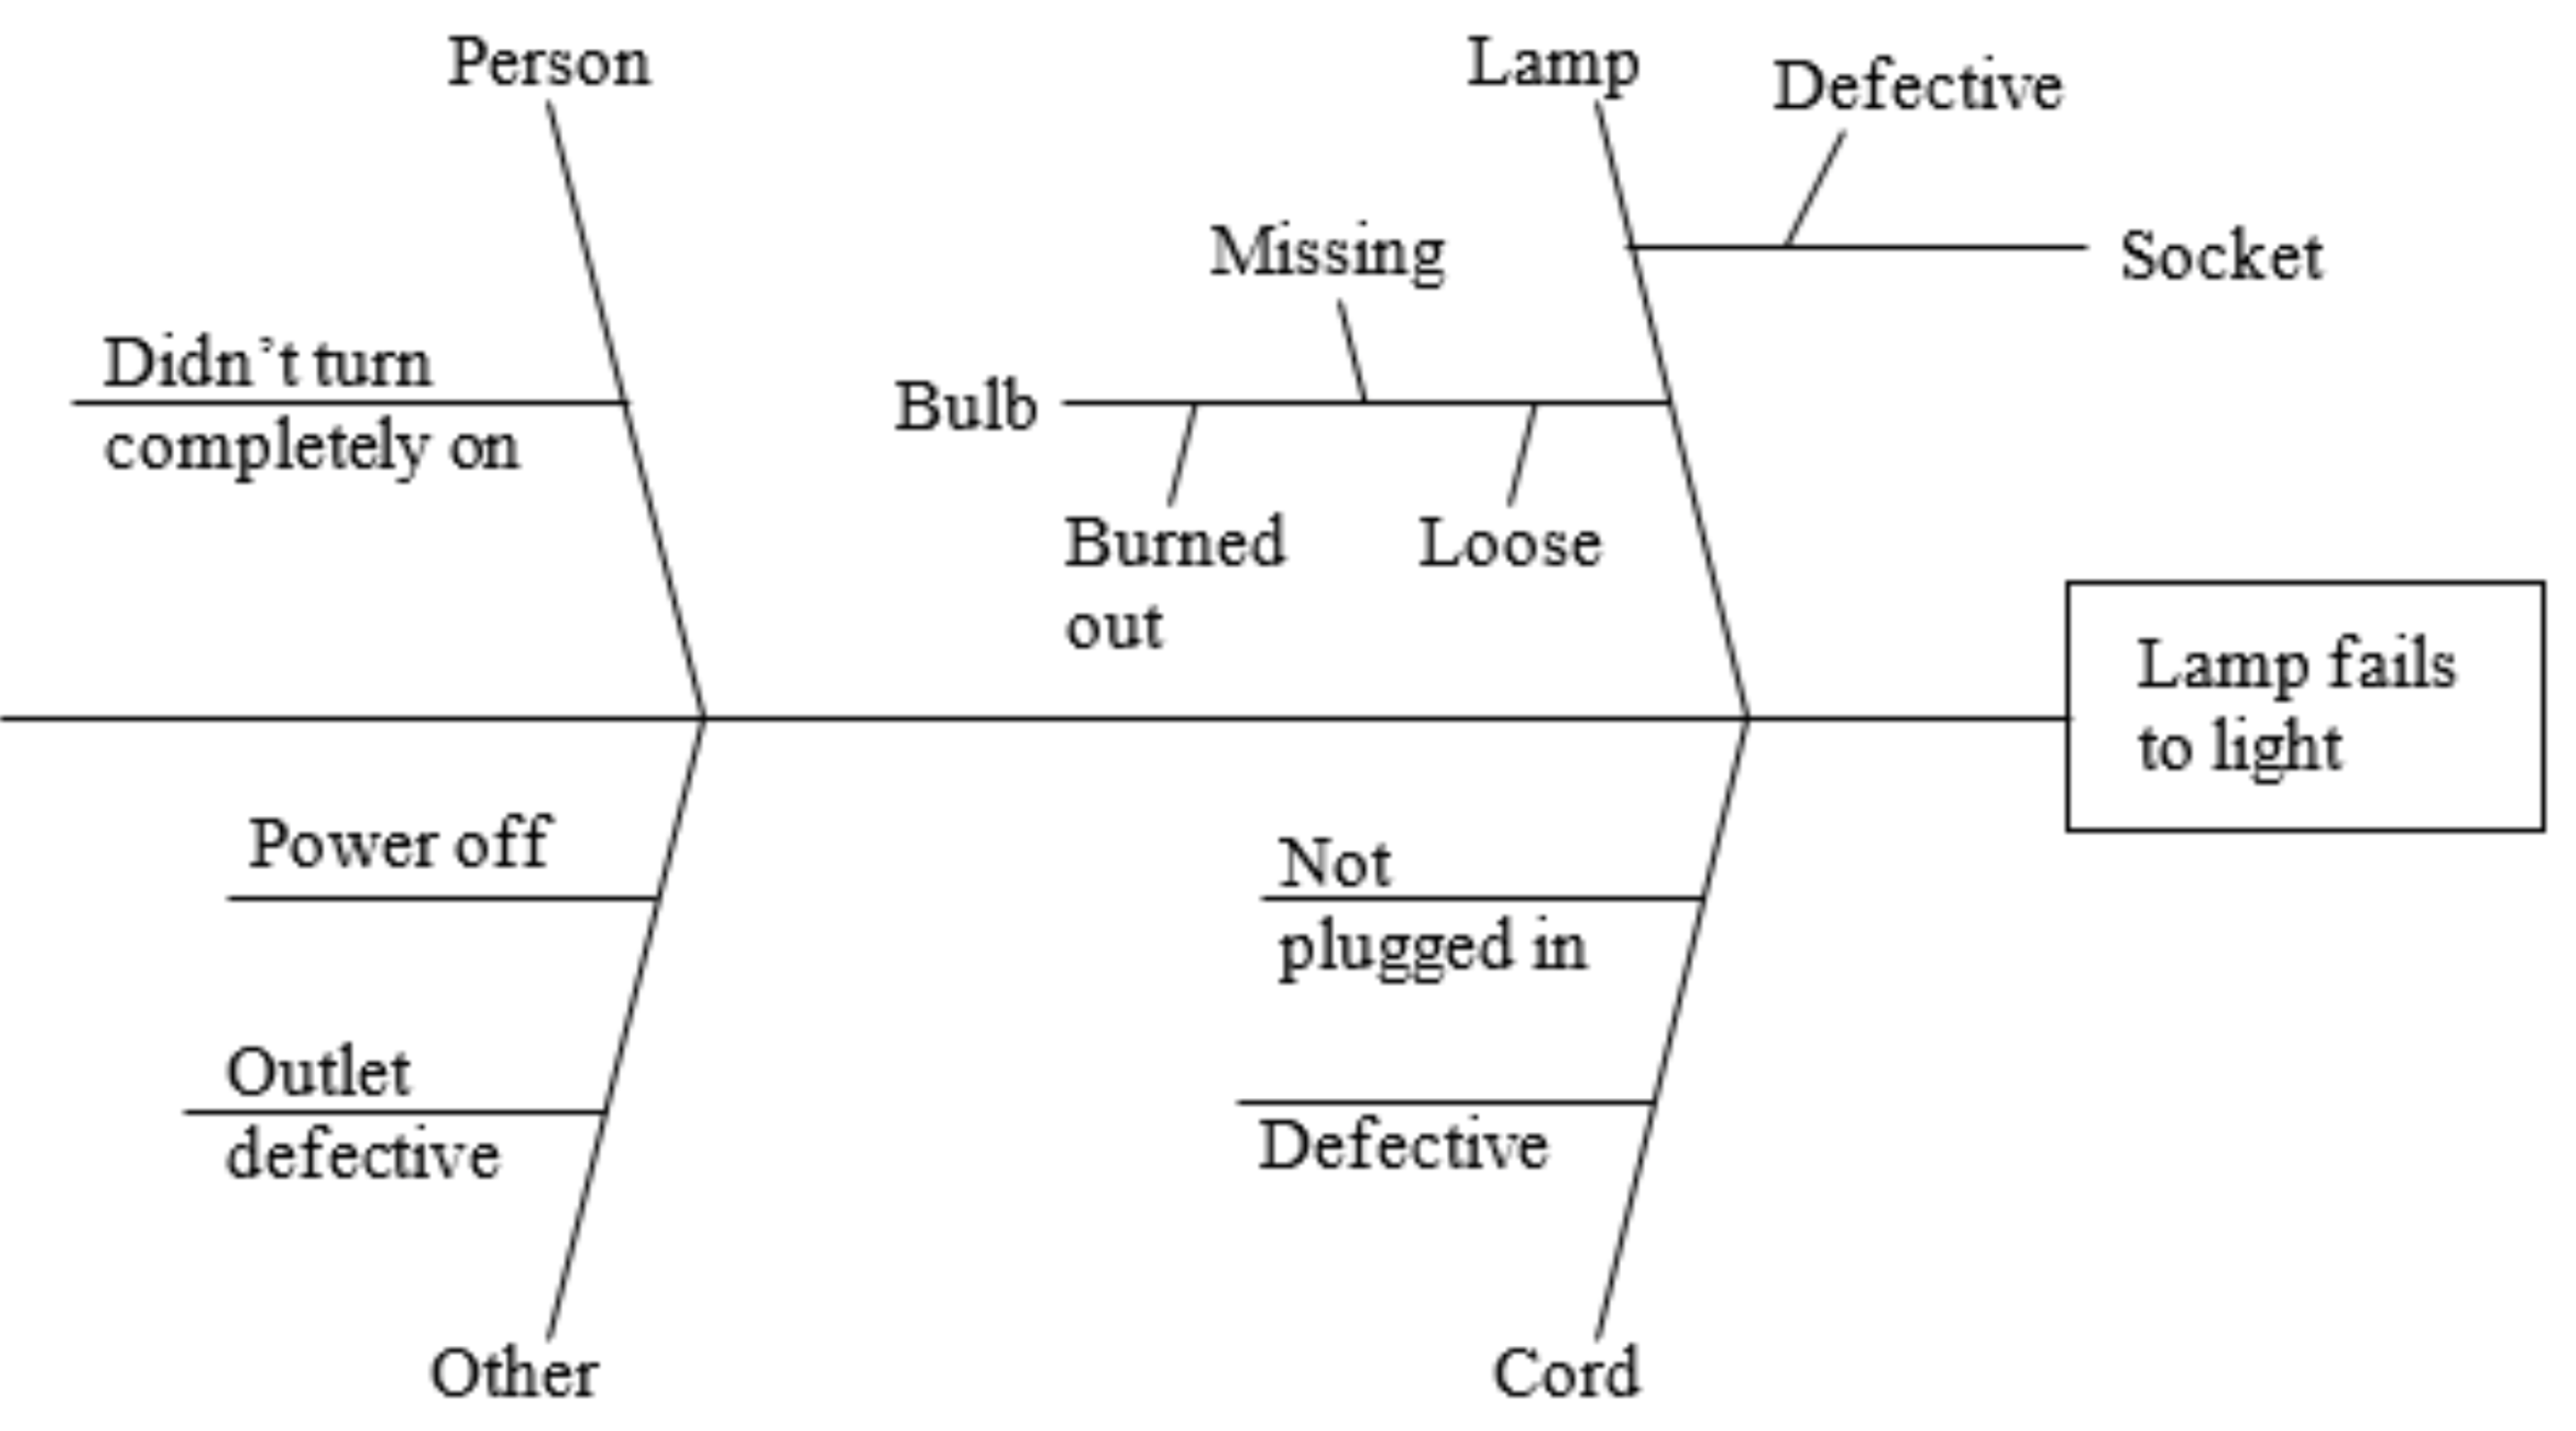 Person
Lamp
Defective
Missing
Socket
Didn’t turn
completely on
Bulb
Burned
out
Loose
Lamp fails
to light
Power off
Not
plugged in
Outlet
defective
Defective
Other
Cord